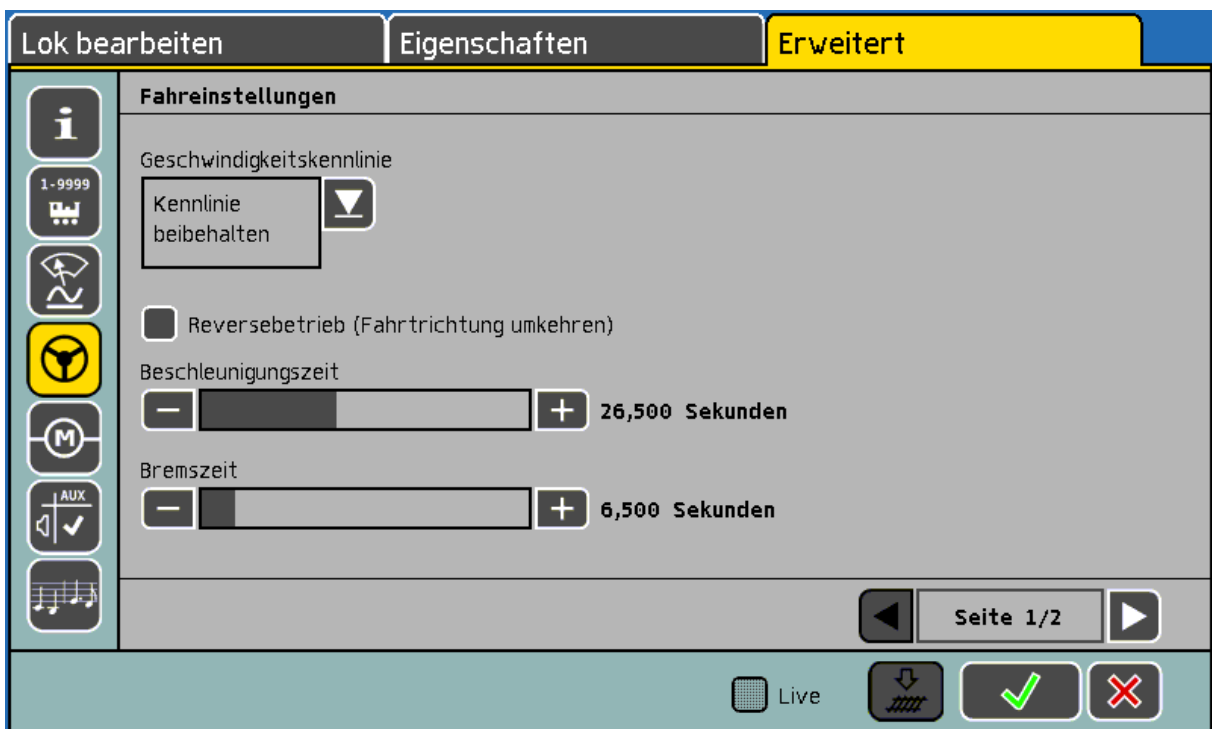 Lok bearbeiten
Eigenschaften
Erweitert
Fahreinstellungen
1-9999
Geschwindigkeitskennlinie
Kennlinie
beibehalten
Reversebetrieb (Fahrtrichtung umkehren)
Beschleunigungszeit
26,500 Sekunden
M
Bremszeit
AUX
6,500 Sekunden
Seite 1/2
Live